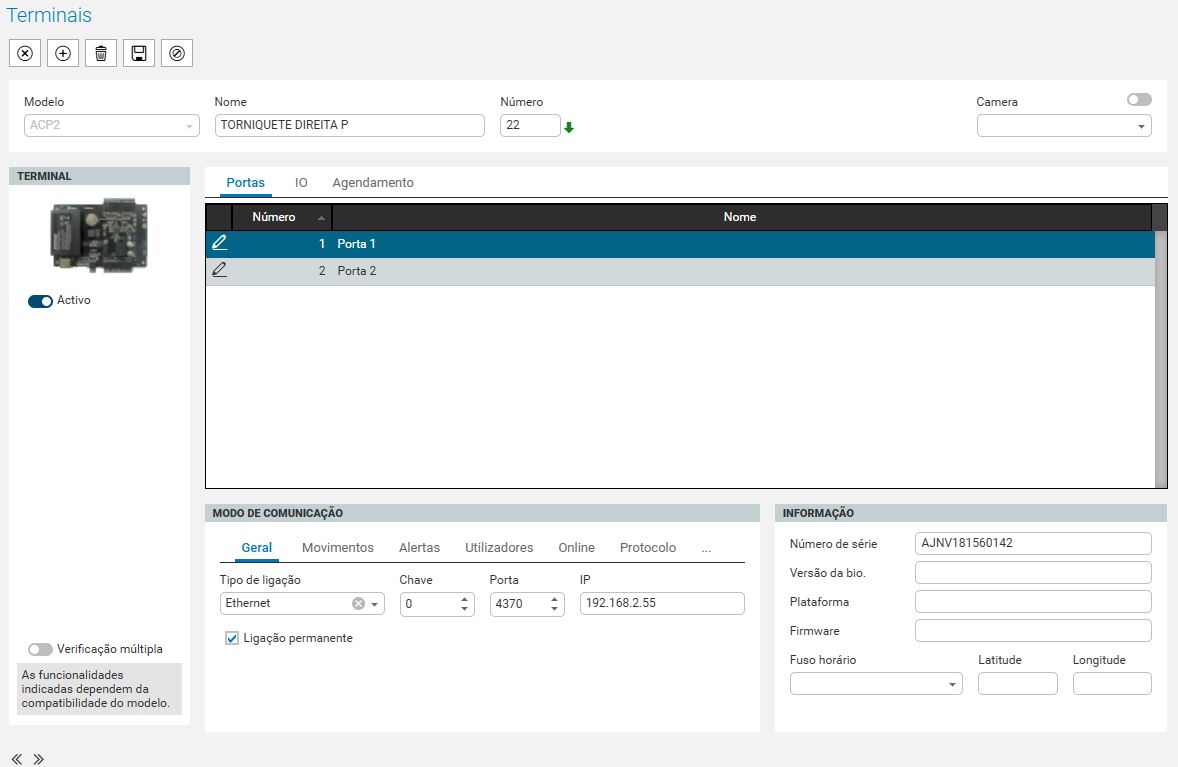 Terminais
Modelo
Nome
Número
Camera
ACP2
TORNIQUETE DIREITA P
22
TERMINAL
Activo
Verificação múltipla
As funcionalidades
indicadas dependem da
compatibilidade do modelo.
Portas IO Agendamento
Número Nome
1 Porta 1
2 Porta 2
MODO DE COMUNICAÇÃO
Geral Movimentos Alertas Utilizadores Online Protocolo ...
Tipo de ligação Chave Porta IP
Ethernet 0 4370 192.168.2.55
Ligação permanente
INFORMAÇÃO
Número de série AJNV181560142
Versão da bio.
Plataforma
Firmware
Fuso horário Latitude Longitude